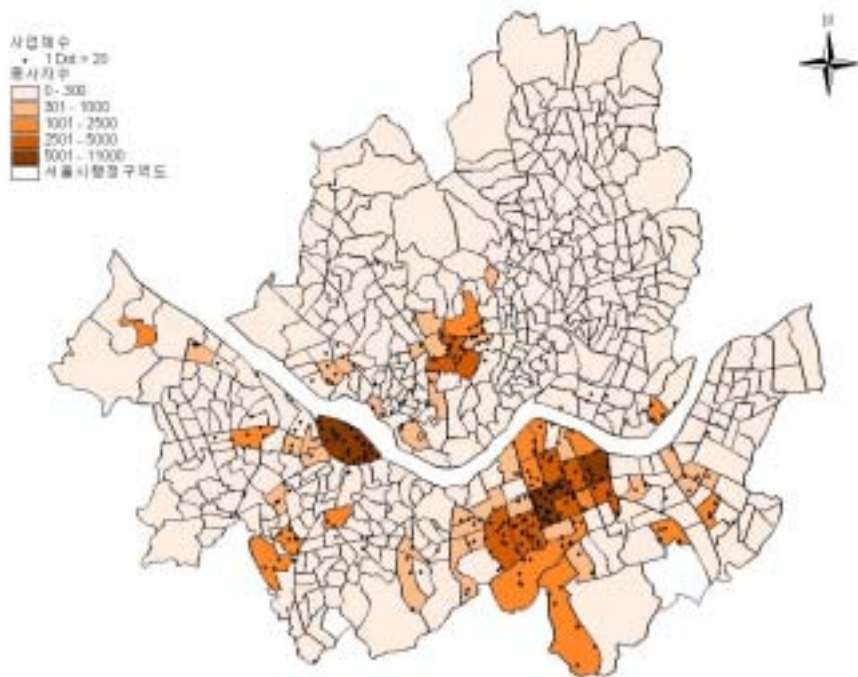 사업체수
1 Dot = 20
종사자수
0 - 300
301 - 1000
1001 - 2500
2501 - 5000
5001 - 11000
서울시행정구역도
N